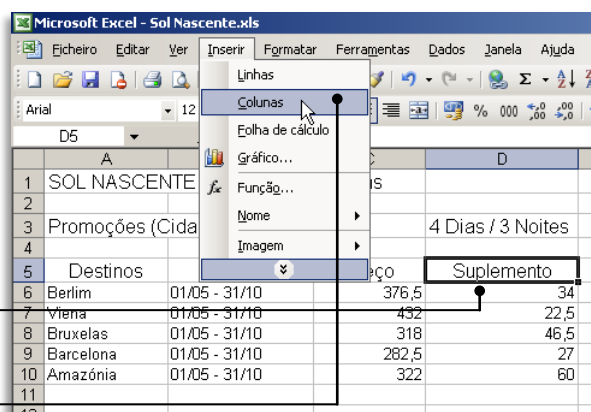 Microsoft Excel - Sol Nascente.xls
Ficheiro Editar Ver Inserir Formatar Ferramentas Dados Janela Ajuda
Linhas
Arial 12 Colunas % 000
D5 Folha de cálculo
A Gráfico... D
1 SOL NASCENTE Função...
2
Nome
3 Promoções (Cida 4 Dias / 3 Noites
4 Imagem
5 Destinos Suplemento
6 Berlim 01/05 - 31/10 376,5 34
7 Viena 01/05 - 31/10 432 22,5
8 Bruxelas 01/05 - 31/10 318 46,5
9 Barcelona 01/05 - 31/10 282,5 27
10 Amazónia 01/05 - 31/10 322 60
11